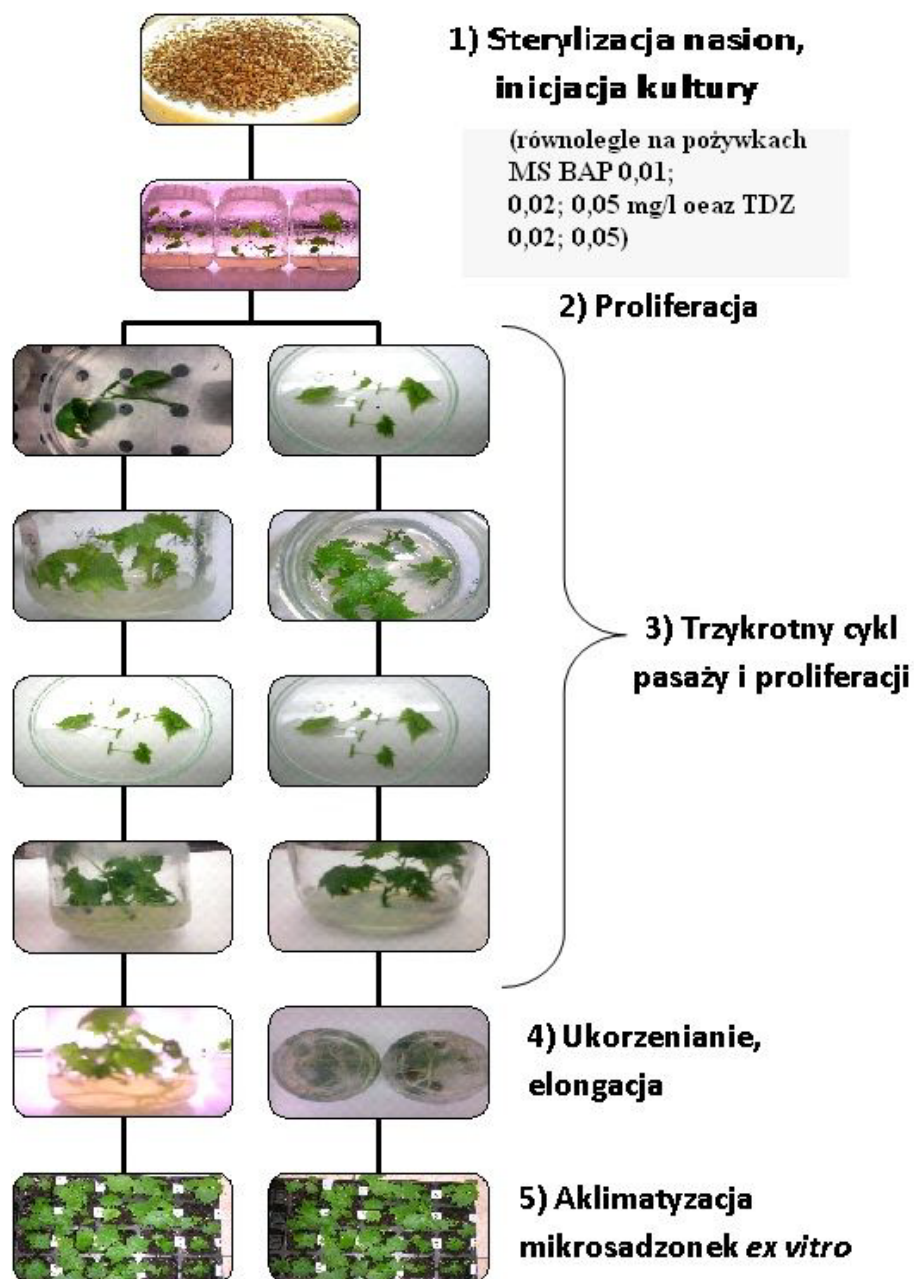 1) Sterylizacja nasion,
inicjacja kultury
(równolegle na pożywkach
MS BAP 0,01;
0,02; 0,05 mg/l oeaz TDZ
0,02; 0,05)
2) Proliferacja
3) Trzykrotny cykl
pasaży i proliferacji
4) Ukorzenianie,
elongacja
5) Aklimatyzacja
mikrosadzonek ex vitro